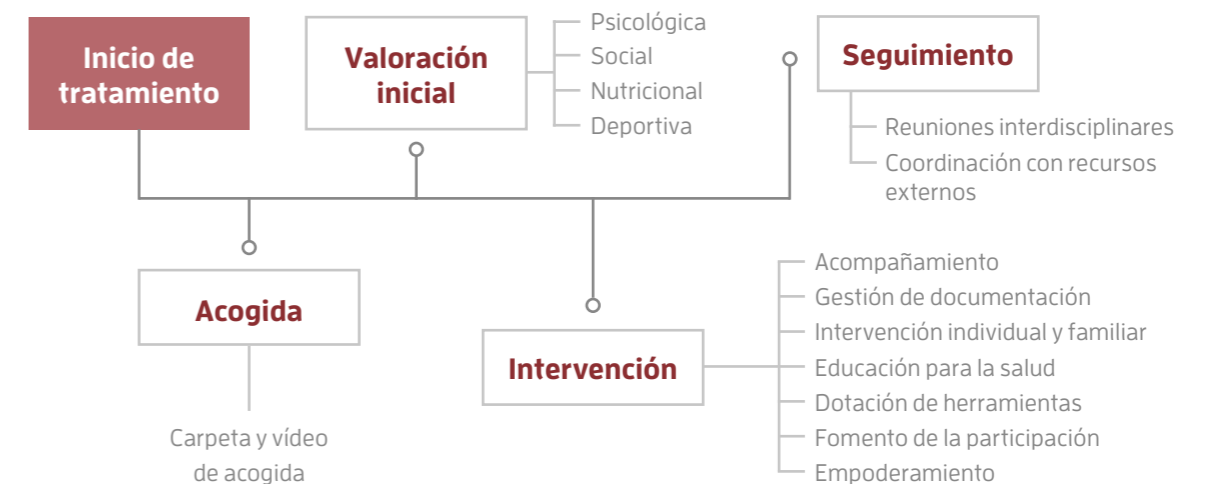 Inicio de
tratamiento
Valoración
inicial
Psicológica
Social
Nutricional
Deportiva
Seguimiento
Reuniones interdisciplinares
Coordinación con recursos
externos
Acogida
Carpeta y vídeo
de acogida
Intervención
Acompañamiento
Gestión de documentación
Intervención individual y familiar
Educación para la salud
Dotación de herramientas
Fomento de la participación
Empoderamiento